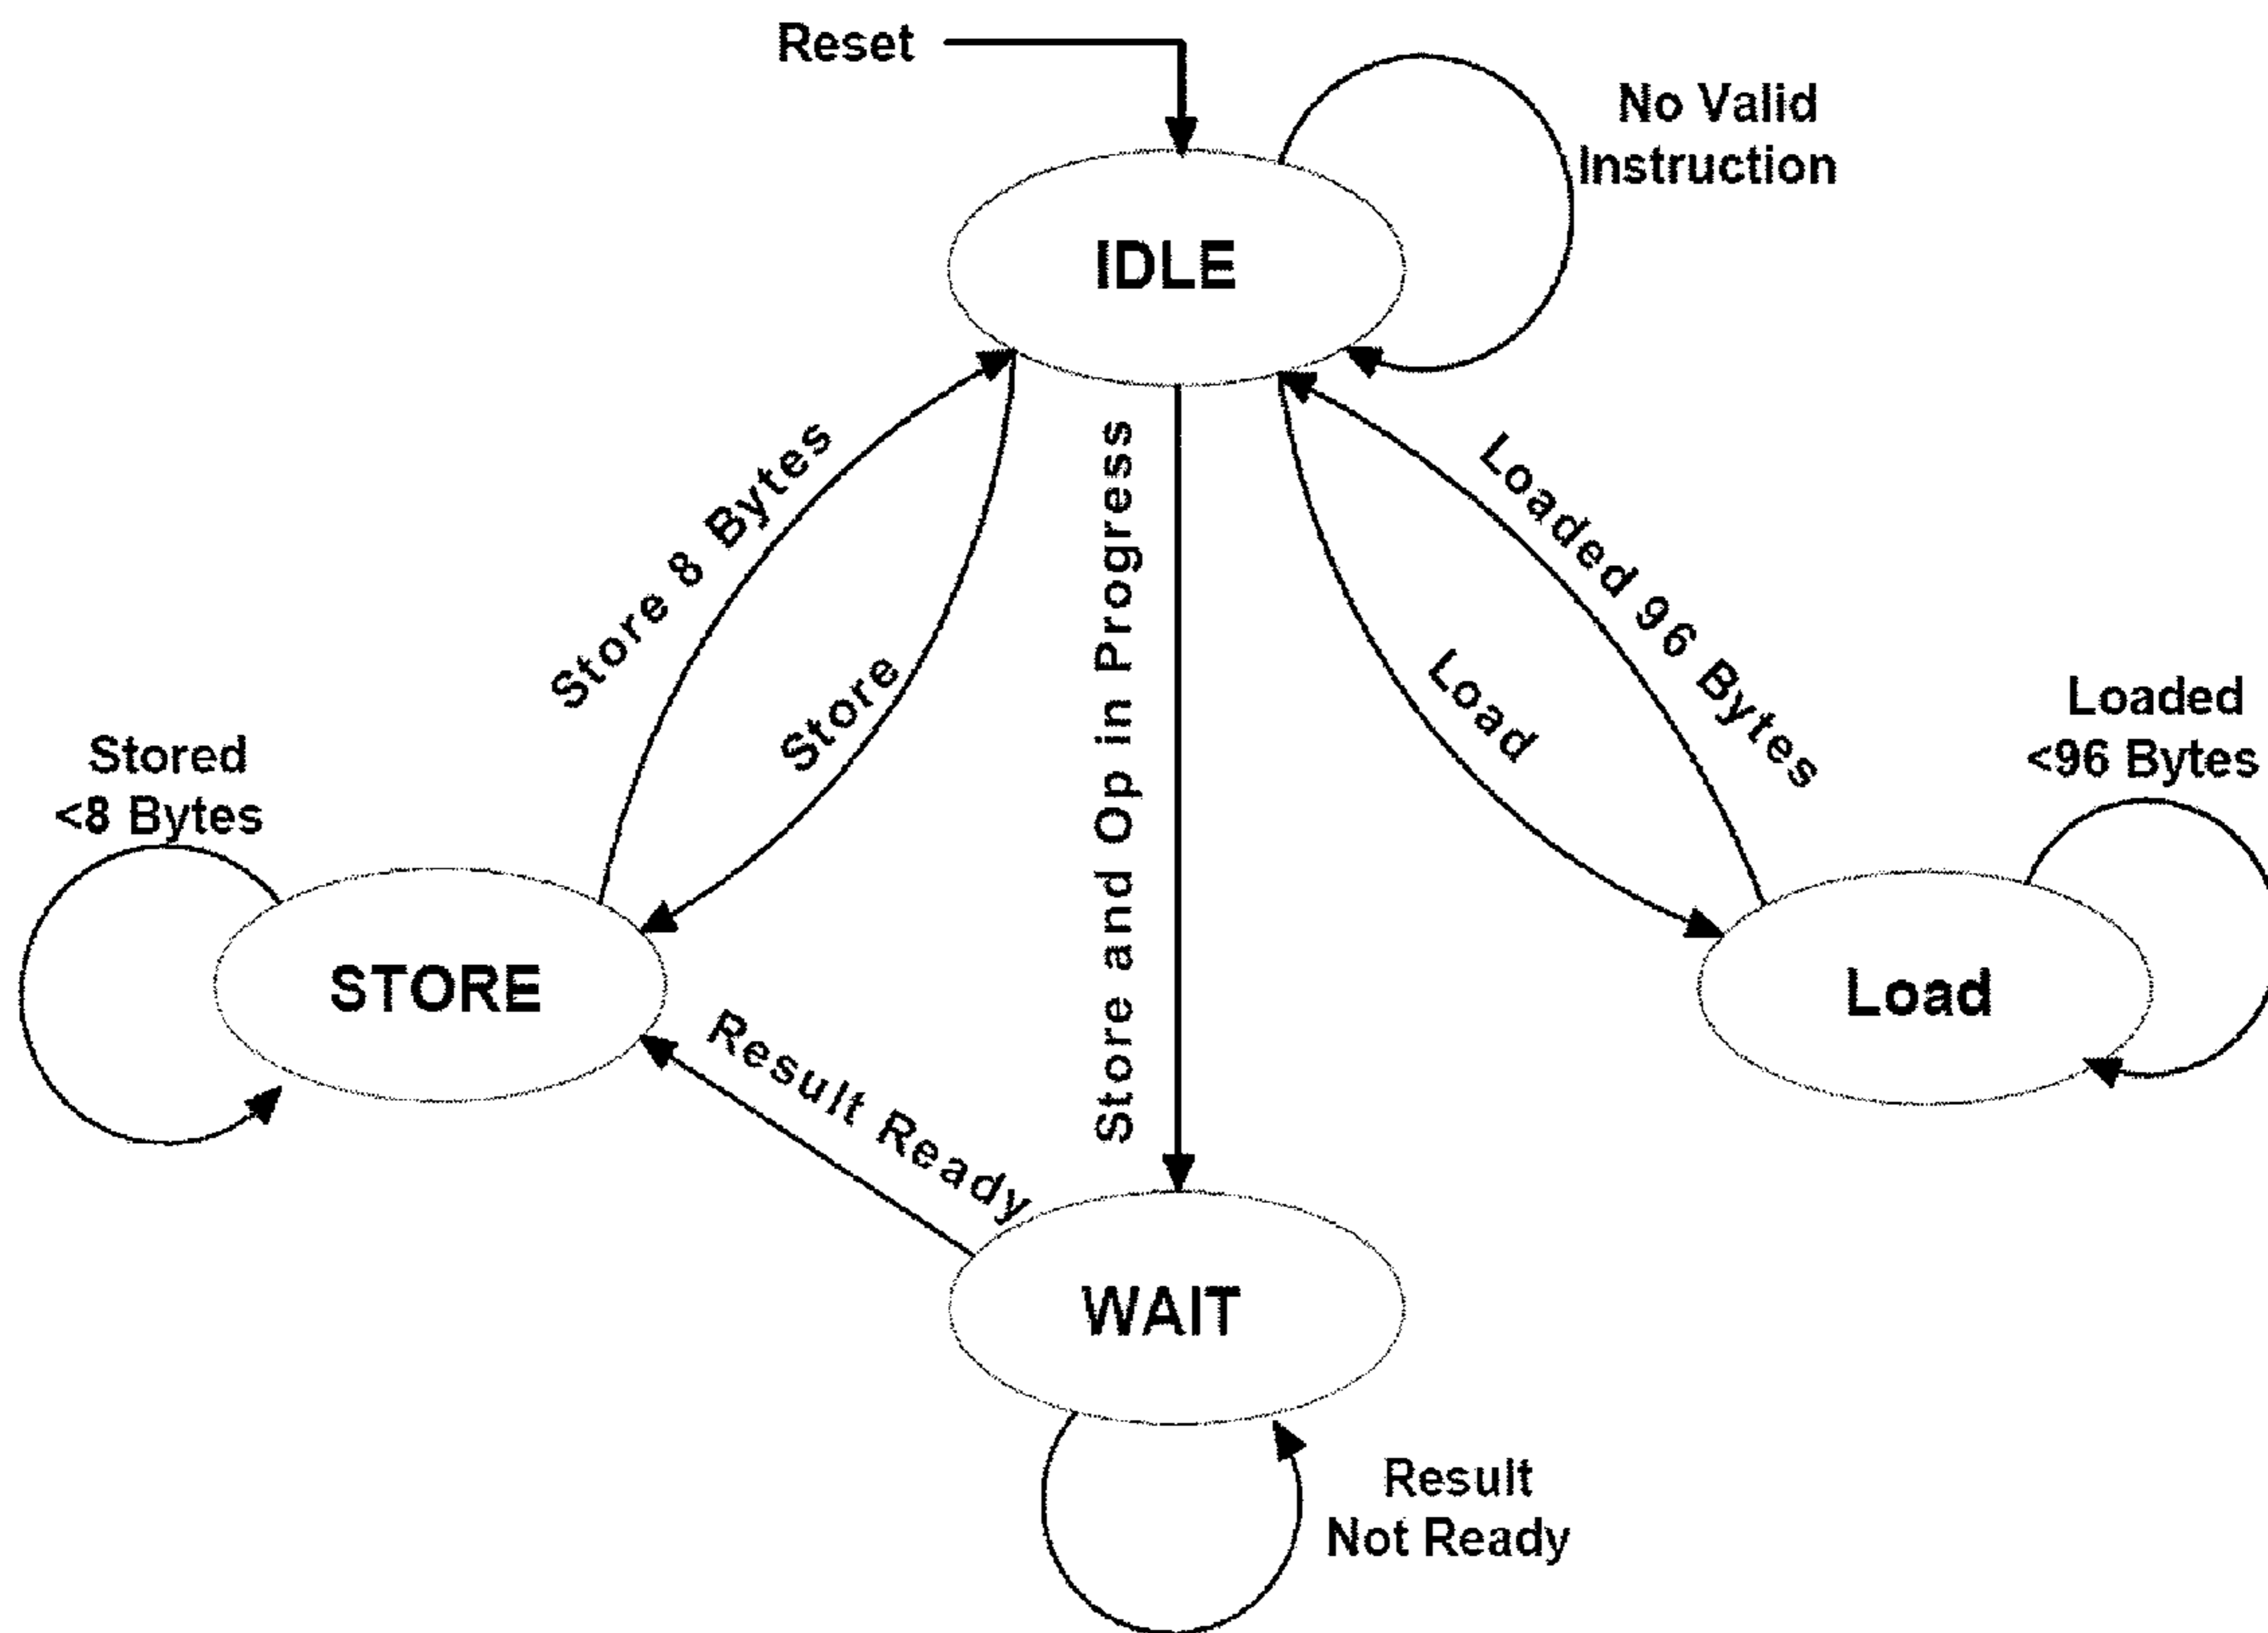 Reset
No Valid
Instruction
IDLE
Store 8 Bytes
Store
Store and Op in Progress
Loaded 96 Bytes
Load
Stored
<8 Bytes
Loaded
<96 Bytes
STORE
Load
Result Ready
WAIT
Result
Not Ready